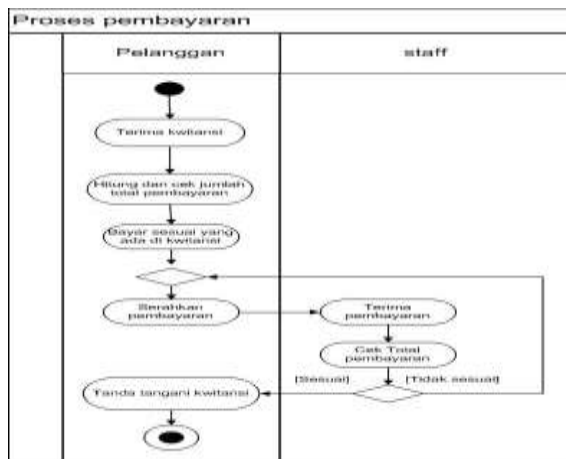 Proses pembayaran
Pelanggan
staff
Terima kwitansi
Hitung dan cek jumlah
total pembayaran
Bayar sesuai yang
ada di kwitansi
Serahkan
pembayaran
Terima
pembayaran
Cek Total
pembayaran
[Sesuai]
[Tidak sesuai]
Tanda tangani kwitansi